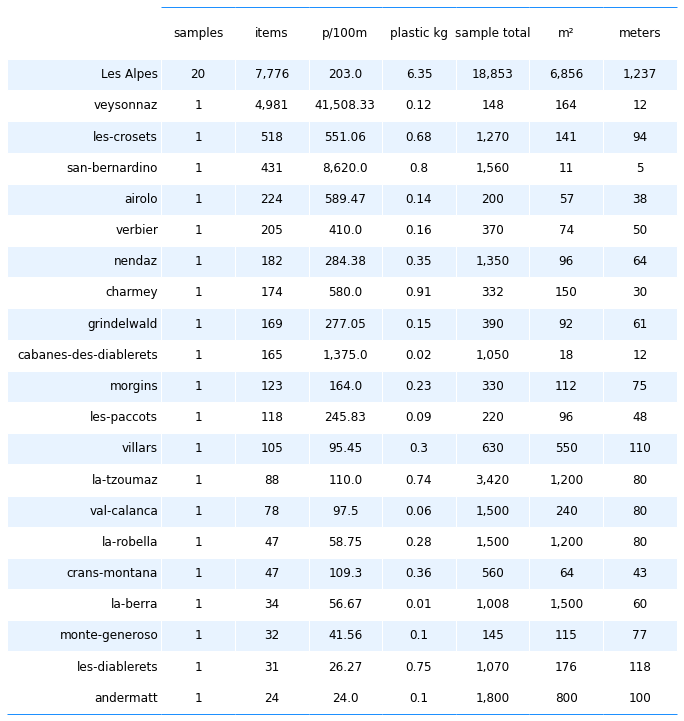 samples items p/100m plastic kg sample total m² meters
Les Alpes 20 7,776 203.0 6.35 18,853 6,856 1,237
veysonnaz 1 4,981 41,508.33 0.12 148 164 12
les-crosets 1 518 551.06 0.68 1,270 141 94
san-bernardino 1 431 8,620.0 0.8 1,560 11 5
airolo 1 224 589.47 0.14 200 57 38
verbier 1 205 410.0 0.16 370 74 50
nendaz 1 182 284.38 0.35 1,350 96 64
charmey 1 174 580.0 0.91 332 150 30
grindelwald 1 169 277.05 0.15 390 92 61
cabanes-des-diablerets 1 165 1,375.0 0.02 1,050 18 12
morgins 1 123 164.0 0.23 330 112 75
les-paccots 1 118 245.83 0.09 220 96 48
villars 1 105 95.45 0.3 630 550 110
la-tzoumaz 1 88 110.0 0.74 3,420 1,200 80
val-calanca 1 78 97.5 0.06 1,500 240 80
la-robella 1 47 58.75 0.28 1,500 1,200 80
crans-montana 1 47 109.3 0.36 560 64 43
la-berra 1 34 56.67 0.01 1,008 1,500 60
monte-generoso 1 32 41.56 0.1 145 115 77
les-diablerets 1 31 26.27 0.75 1,070 176 118
andermatt 1 24 24.0 0.1 1,800 800 100